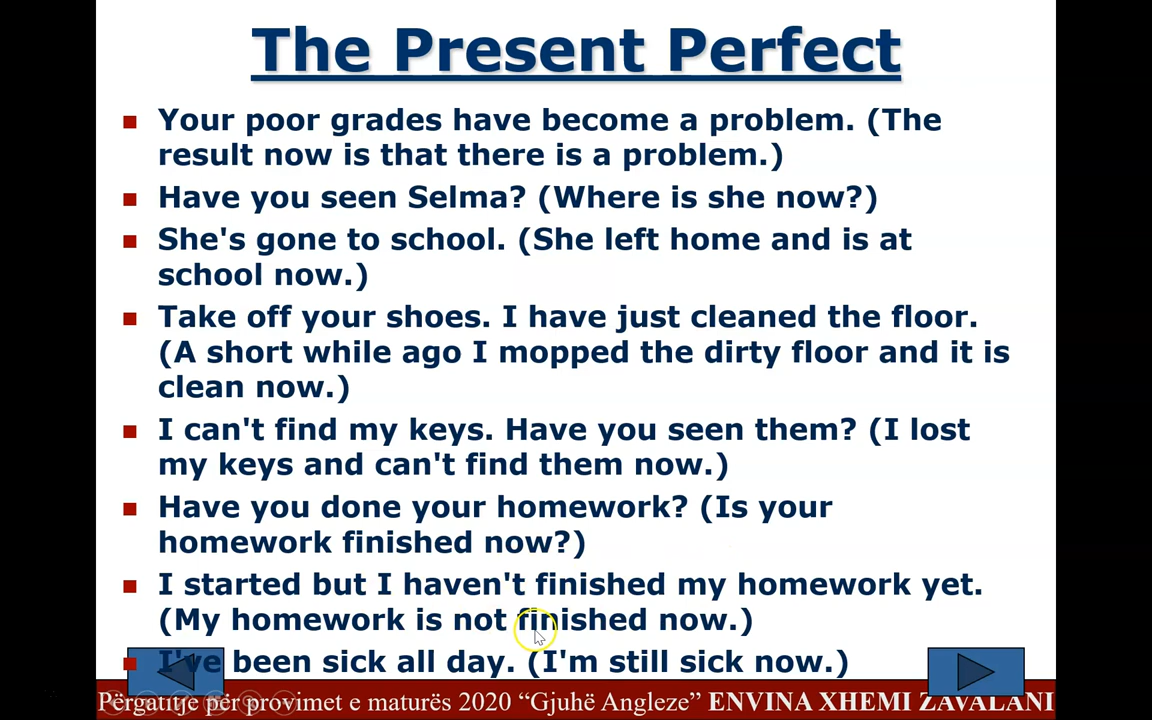 The Present Perfect
Your poor grades have become a problem. (The
result now is that there is a problem.)
Have you seen Selma? (Where is she now?)
She's gone to school. (She left home and is at
school now.)
Take off your shoes. I have just cleaned the floor.
(A short while ago I mopped the dirty floor and it is
clean now.)
I can't find my keys. Have you seen them? (I lost
my keys and can't find them now.)
Have you done your homework? (Is your
homework finished now?)
I started but I haven't finished my homework yet.
(My homework is not finished now.)
I've been sick all day. (I'm still sick now.)
Përgatitje për provimet e maturës 2020 “Gjuhë Angleze” ENVINA XHEMI ZAVALANI